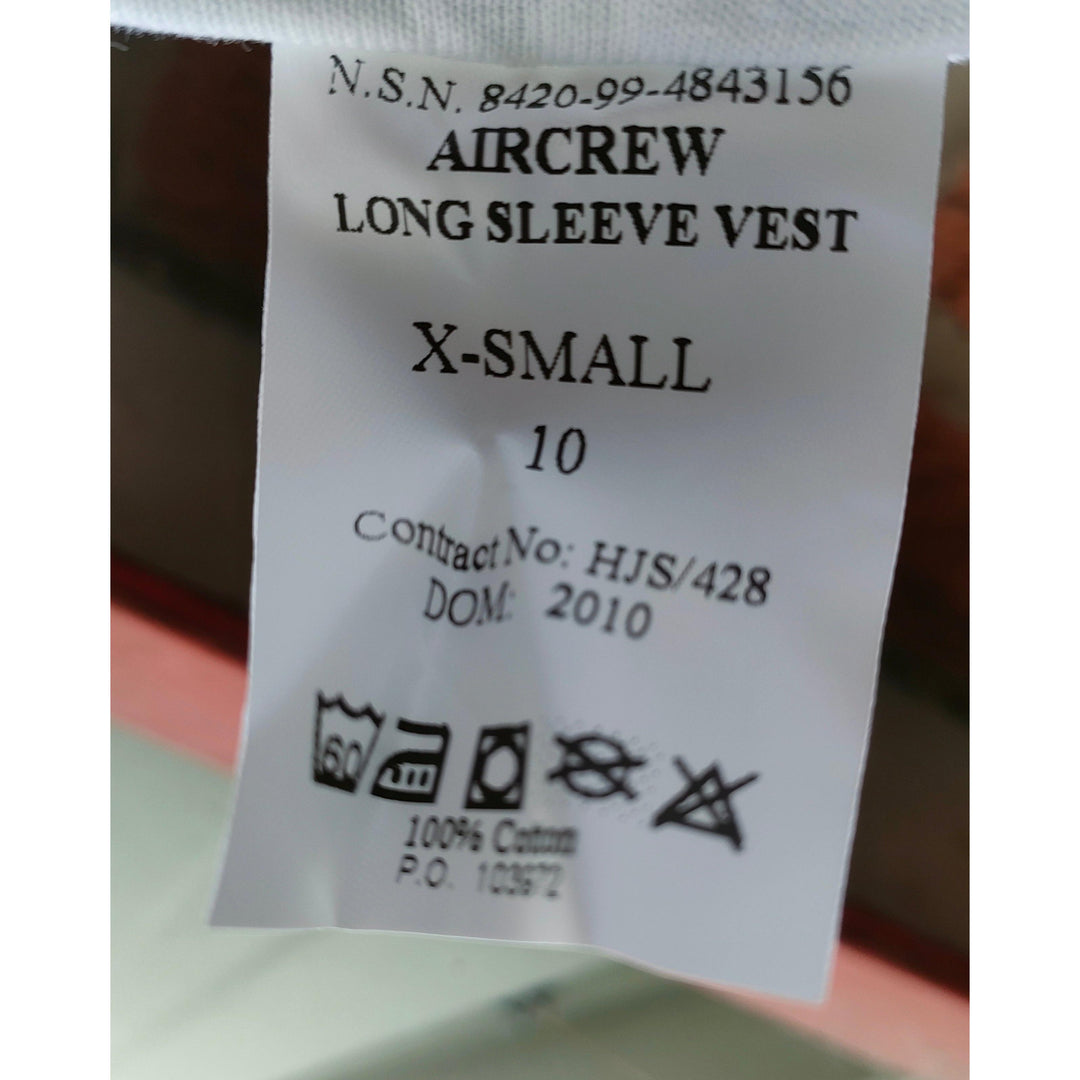 N.S.N. 8420-99-4843156
AIRCREW
LONG SLEEVE VEST
X-SMALL
10
Contract No: HJS/428
DOM: 2010
60
100% Cotton
P.O. 103672